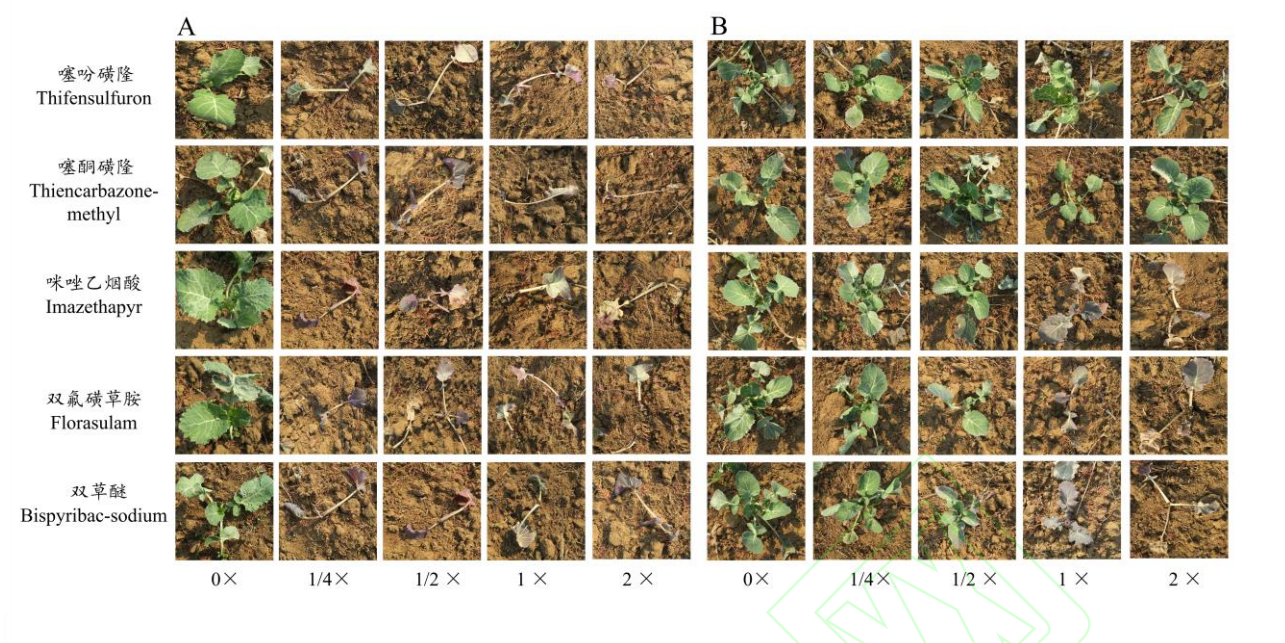 A
B
噻吩磺隆
Thifensulfuron
噻酮磺隆
Thiencarbazone-
methyl
咪唑乙烟酸
Imazethapyr
双氟磺草胺
Florasulam
双草醚
Bispyribac-sodium
0× 1/4× 1/2 × 1 × 2 × 0× 1/4× 1/2 × 1 × 2 ×